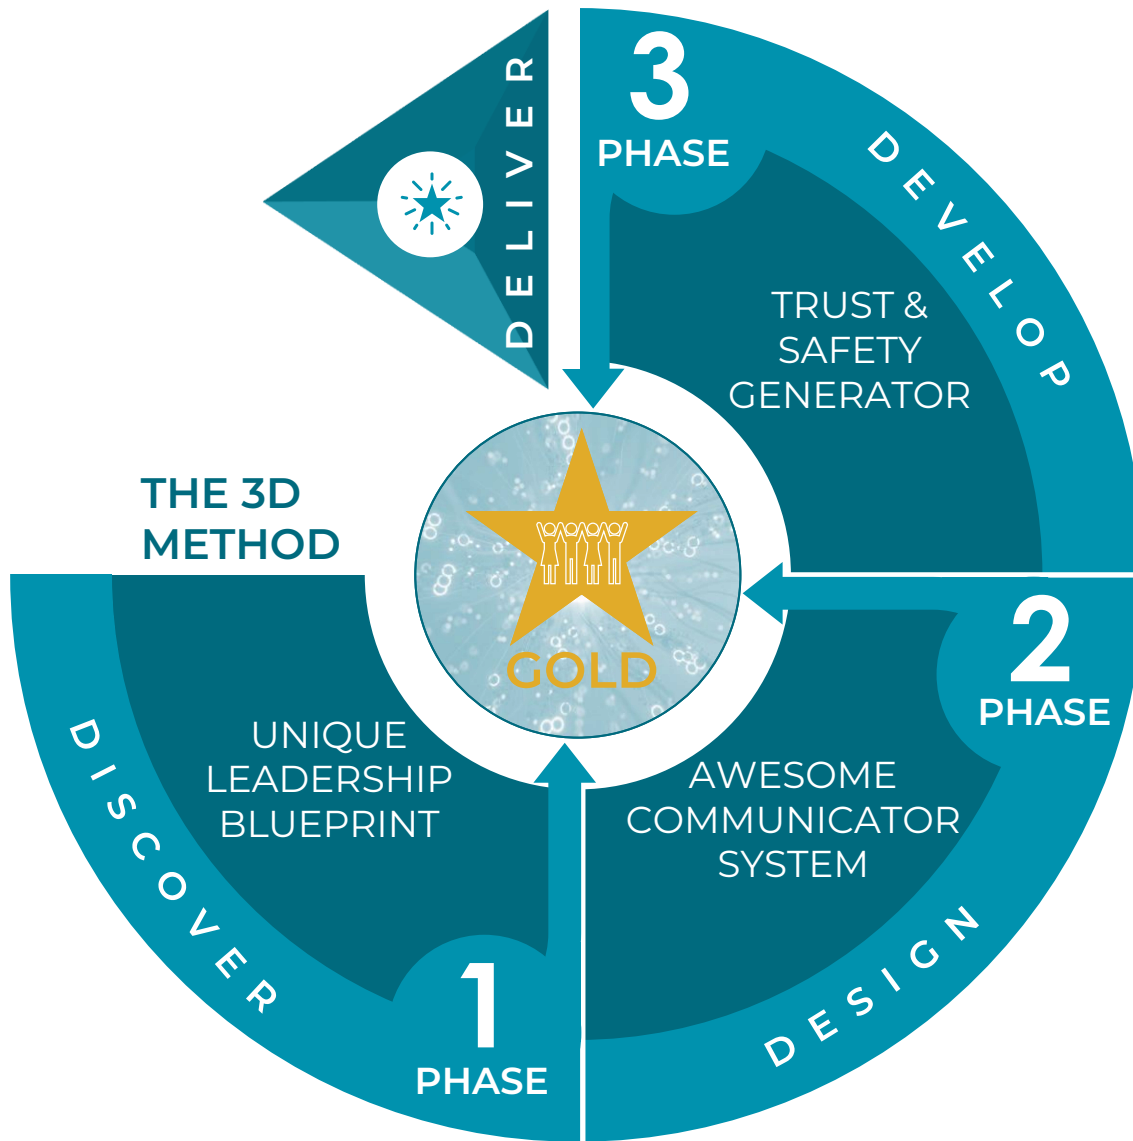 THE 3D
METHOD
DISCOVER
UNIQUE
LEADERSHIP
BLUEPRINT
1
PHASE
DESIGN
AWESOME
COMMUNICATOR
SYSTEM
2
PHASE
DEVELOP
TRUST &
SAFETY
GENERATOR
3
PHASE
DELIVER
GOLD